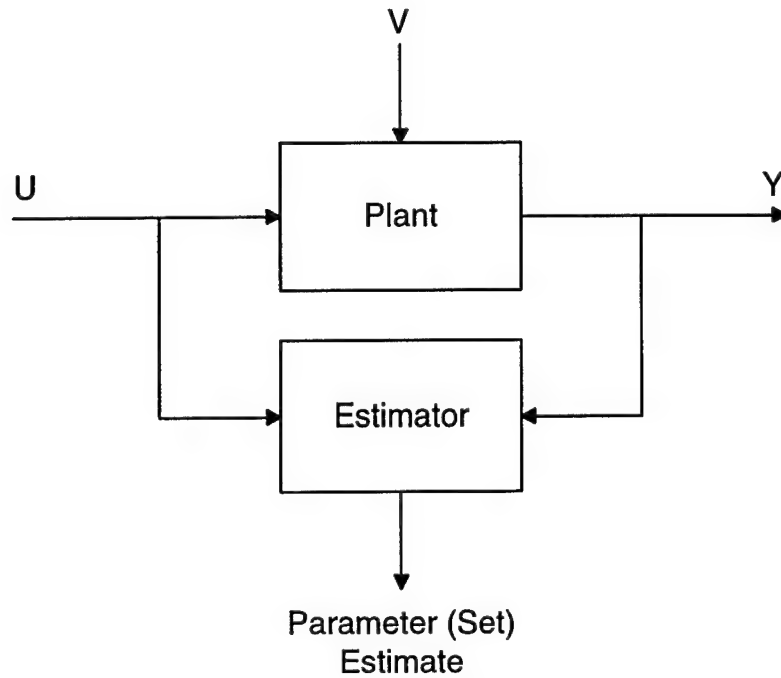 V
U
Plant
Y
Estimator
Parameter (Set)
Estimate